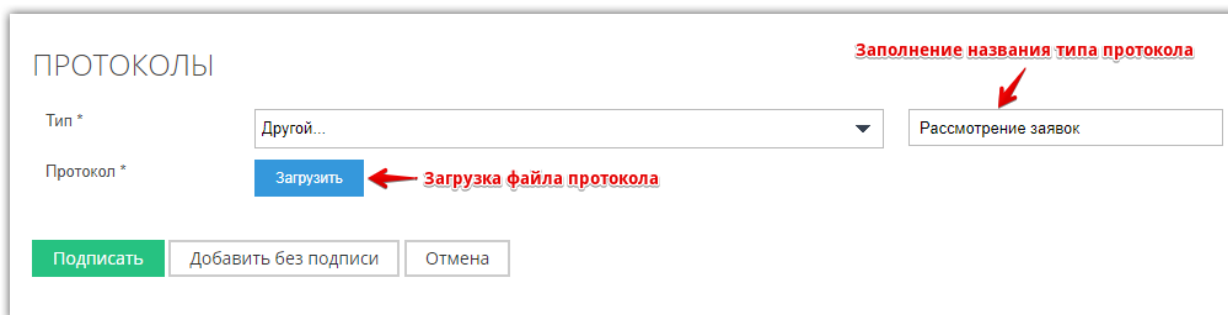 Заполнение названия типа протокола
ПРОТОКОЛЫ
Тип *
Другой...
Рассмотрение заявок
Протокол *
Загрузить
Загрузка файла протокола
Подписать
Добавить без подписи
Отмена